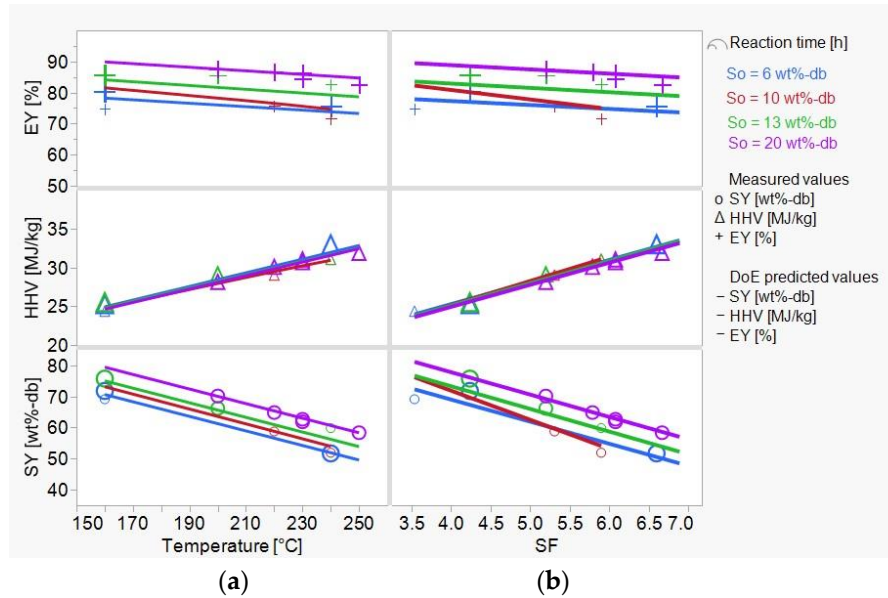 EY [%]
90
80
70
60
50
HHV [MJ/kg]
35
30
25
20
SY [wt%-db]
80
70
60
50
40
150 170 190 210 230 250
Temperature [°C]
3.5 4.0 4.5 5.0 5.5 6.0 6.5 7.0
SF
(a) (b)
Reaction time [h]
So = 6 wt%-db
So = 10 wt%-db
So = 13 wt%-db
So = 20 wt%-db
Measured values
o SY [wt%-db]
Δ HHV [MJ/kg]
+ EY [%]
DoE predicted values
– SY [wt%-db]
– HHV [MJ/kg]
– EY [%]